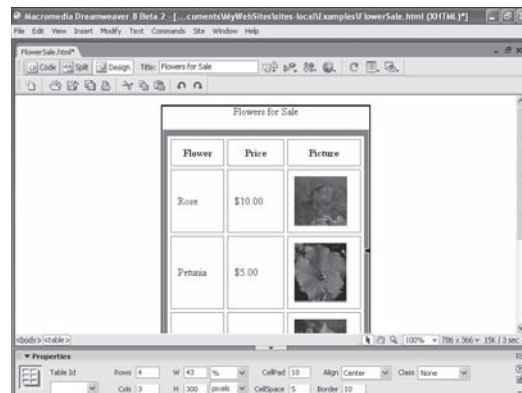 Macromedia Dreamweaver 8 Beta 2 - [...cuments\MyWebSites\sites-local\Examples\FlowerSale.html (XHTML)*]
File Edit View Insert Modify Text Commands Site Window Help
FlowerSale.html*
Code Split Design Title: Flowers for Sale
Flowers for Sale
Flower Price Picture
Rose $10.00
Petunia $5.00
<body> <table> 100% 786 x 366 15K / 3 sec
Properties
Table Id Rows 4 W 43 % CellPad 10 Align Center Class None
Cols 3 H 300 pixels CellSpace 5 Border 10